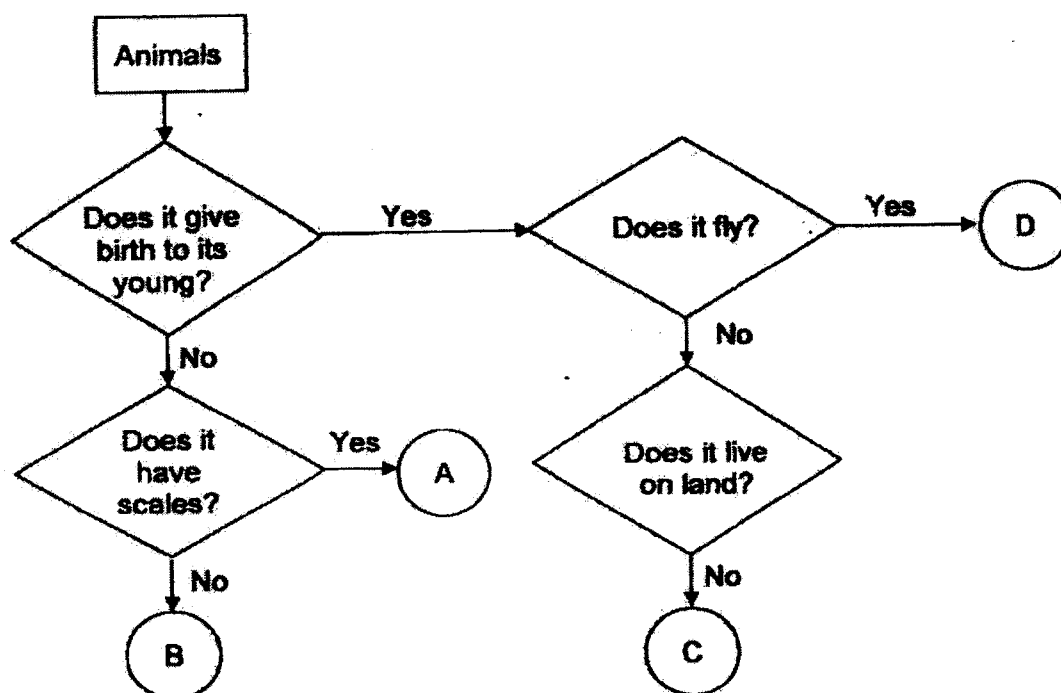 Animals
Does it give
birth to its
young?
Yes
Does it fly?
Yes
D
No
No
Does it
have
scales?
Yes
A
Does it live
on land?
No
B
No
C